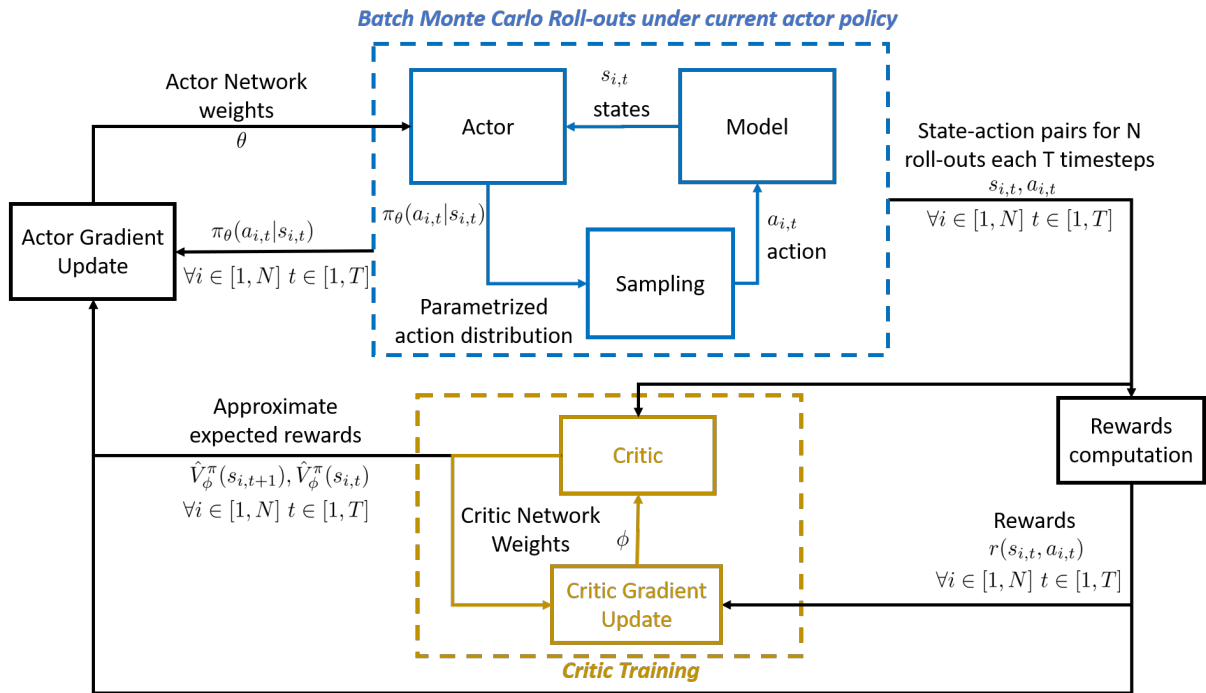 Batch Monte Carlo Roll-outs under current actor policy
Actor Network
weights
θ
Actor
s_{i,t}
states
Model
State-action pairs for N
roll-outs each T timesteps
s_{i,t}, a_{i,t}
∀i ∈ [1, N] t ∈ [1, T]
Actor Gradient
Update
π_θ(a_{i,t}|s_{i,t})
∀i ∈ [1, N] t ∈ [1, T]
π_θ(a_{i,t}|s_{i,t})
Parametrized
action distribution
Sampling
a_{i,t}
action
Approximate
expected rewards
V̂_ϕ^π(s_{i,t+1}), V̂_ϕ^π(s_{i,t})
∀i ∈ [1, N] t ∈ [1, T]
Critic
Critic Network
Weights
ϕ
Critic Gradient
Update
Critic Training
Rewards
computation
Rewards
r(s_{i,t}, a_{i,t})
∀i ∈ [1, N] t ∈ [1, T]